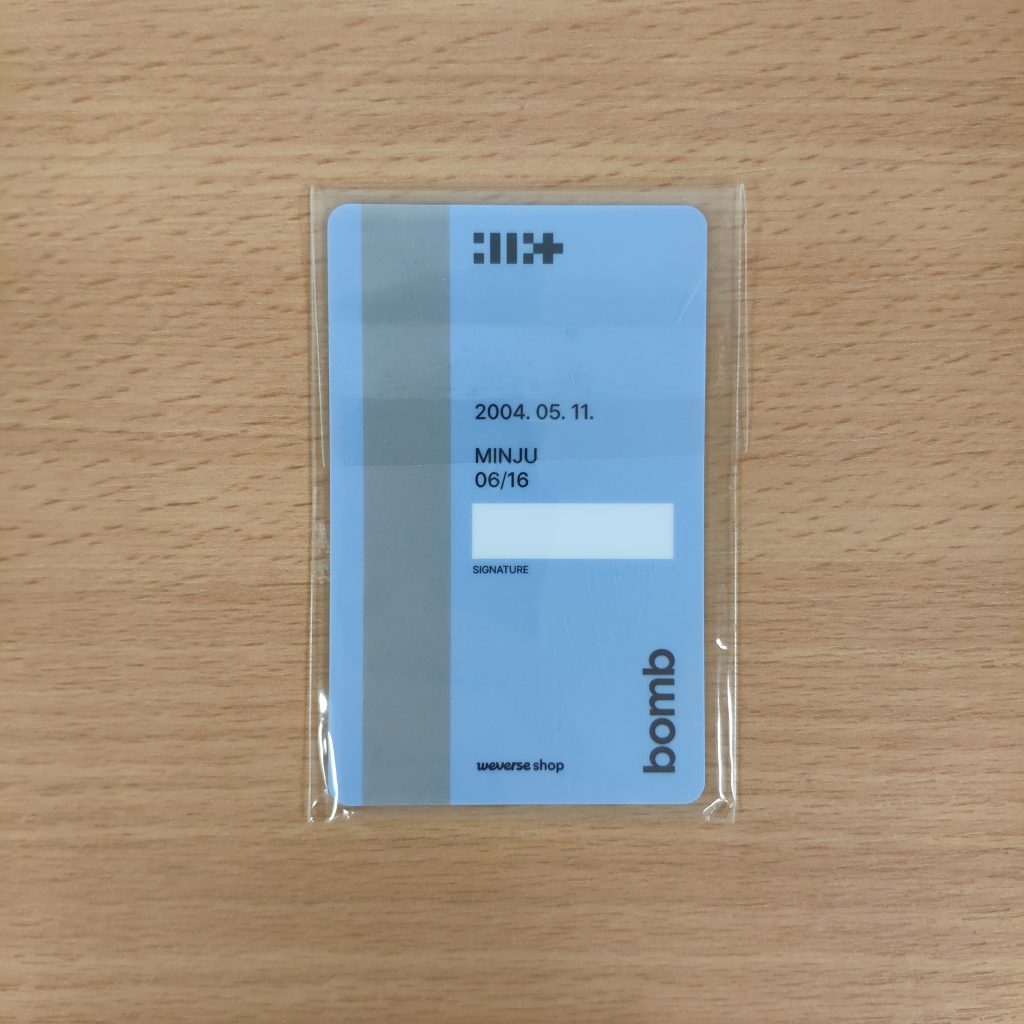 2004. 05. 11.
MINJU
06/16
SIGNATURE
bomb
weverse shop